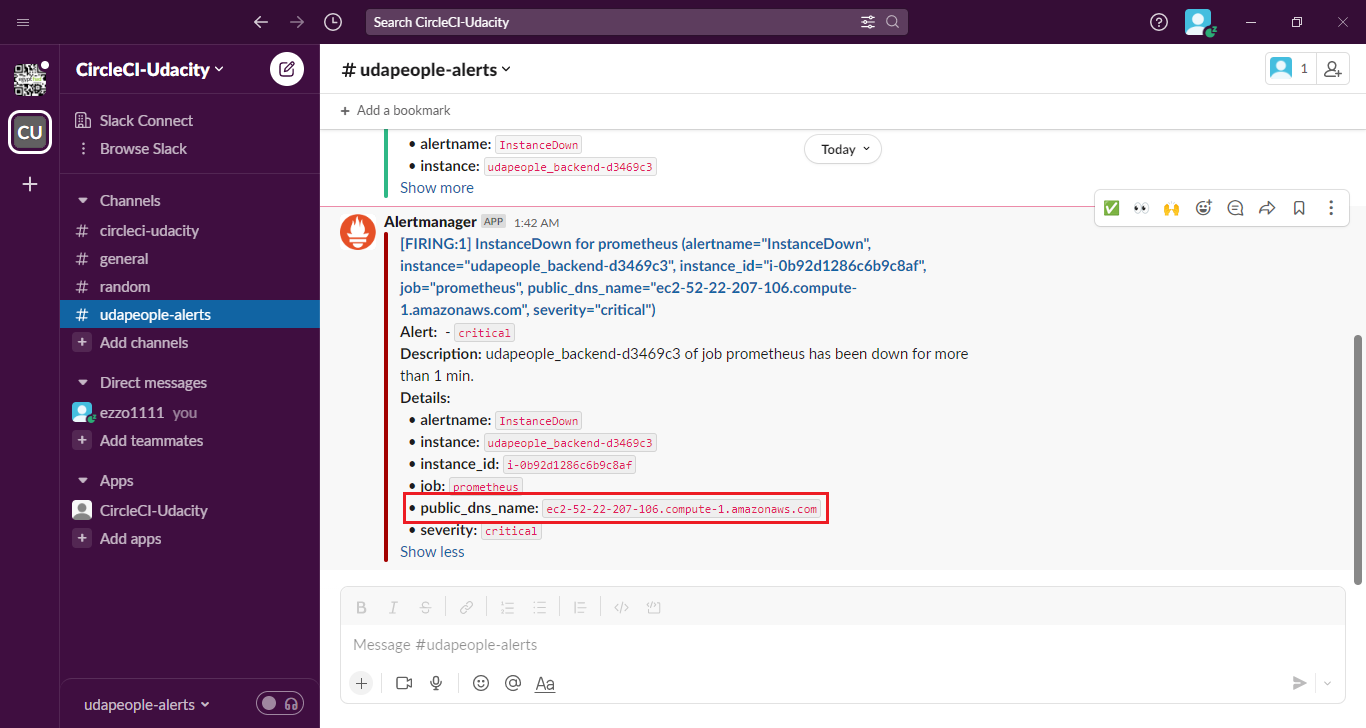 Search CircleCI-Udacity
CircleCI-Udacity
CU
Slack Connect
Browse Slack
Channels
# circleci-udacity
# general
# random
# udapeople-alerts
+ Add channels
Direct messages
ezzo1111 you
+ Add teammates
Apps
CircleCI-Udacity
+ Add apps
udapeople-alerts
# udapeople-alerts
1
+ Add a bookmark
Today
• alertname: InstanceDown
• instance: udapeople_backend-d3469c3
Show more
Alertmanager APP 1:42 AM
[FIRING:1] InstanceDown for prometheus (alertname="InstanceDown",
instance="udapeople_backend-d3469c3", instance_id="i-0b92d1286c6b9c8af",
job="prometheus", public_dns_name="ec2-52-22-207-106.compute-
1.amazonaws.com", severity="critical")
Alert: - critical
Description: udapeople_backend-d3469c3 of job prometheus has been down for more
than 1 min.
Details:
• alertname: InstanceDown
• instance: udapeople_backend-d3469c3
• instance_id: i-0b92d1286c6b9c8af
• job: prometheus
• public_dns_name: ec2-52-22-207-106.compute-1.amazonaws.com
• severity: critical
Show less
B I S
Message #udapeople-alerts
+ @ Aa